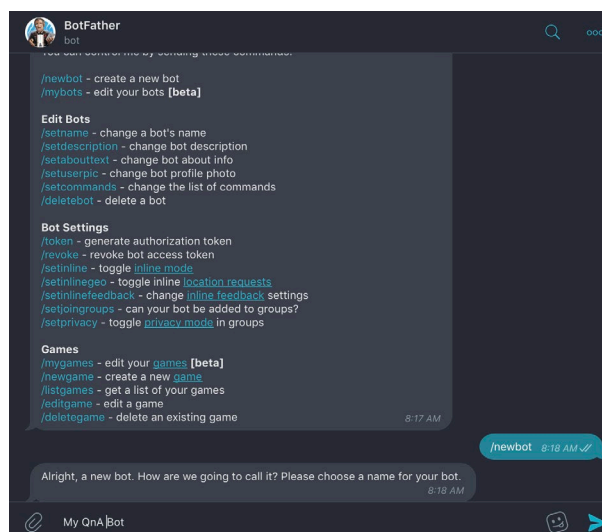 BotFather
bot
You can control me by sending these commands:
/newbot - create a new bot
/mybots - edit your bots [beta]
Edit Bots
/setname - change a bot's name
/setdescription - change bot description
/setabouttext - change bot about info
/setuserpic - change bot profile photo
/setcommands - change the list of commands
/deletebot - delete a bot
Bot Settings
/token - generate authorization token
/revoke - revoke bot access token
/setinline - toggle inline mode
/setinlinegeo - toggle inline location requests
/setinlinefeedback - change inline feedback settings
/setjoingroups - can your bot be added to groups?
/setprivacy - toggle privacy mode in groups
Games
/mygames - edit your games [beta]
/newgame - create a new game
/listgames - get a list of your games
/editgame - edit a game
/deletegame - delete an existing game
8:17 AM
/newbot 8:18 AM
Alright, a new bot. How are we going to call it? Please choose a name for your bot.
8:18 AM
My QnA Bot